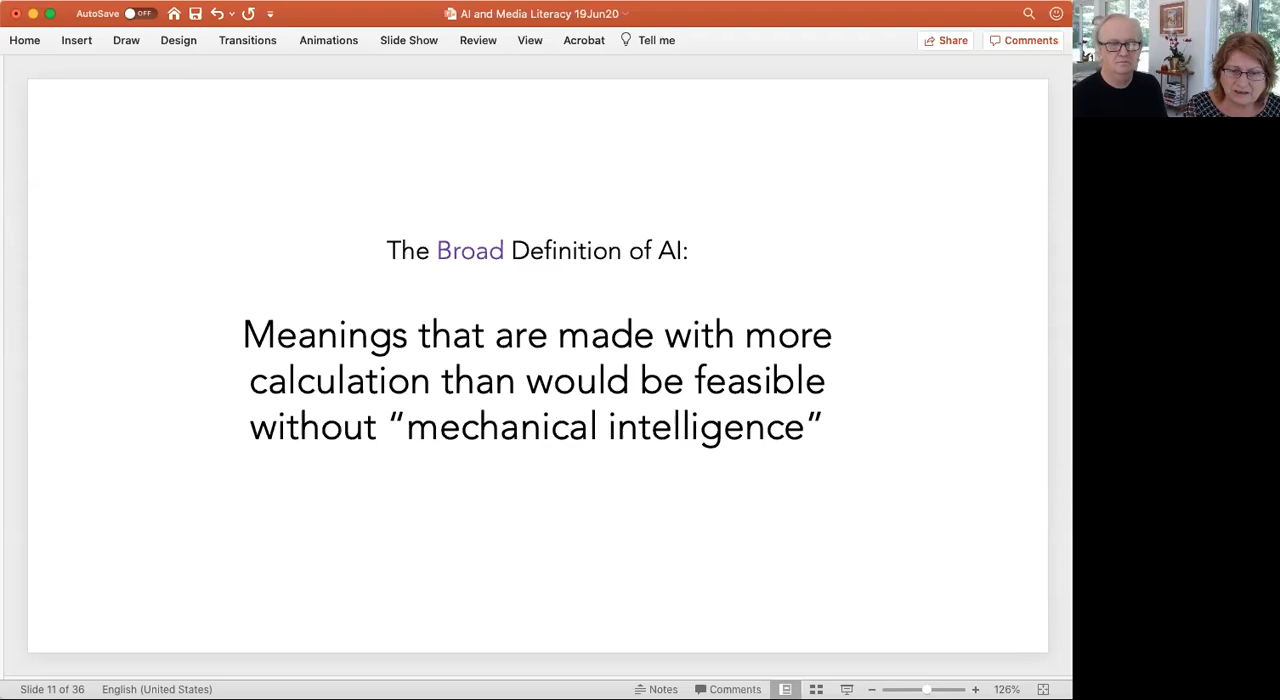 AutoSave OFF
AI and Media Literacy 19Jun20
Home Insert Draw Design Transitions Animations Slide Show Review View Acrobat Tell me Share Comments
The Broad Definition of AI:
Meanings that are made with more
calculation than would be feasible
without “mechanical intelligence”
Slide 11 of 36 English (United States) Notes Comments 126%